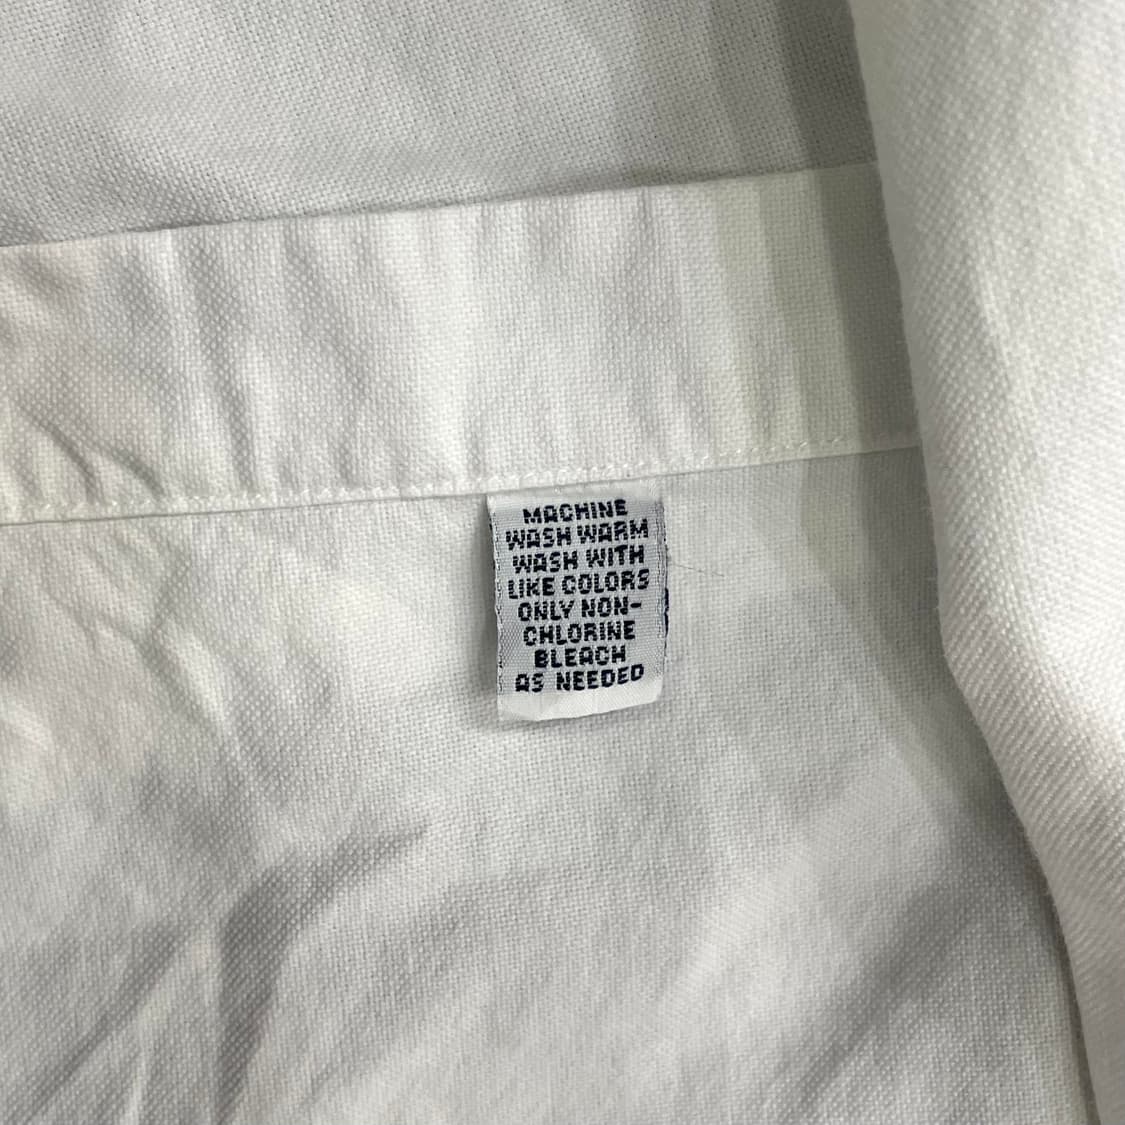 MACHINE
WASH WARM
WASH WITH
LIKE COLORS
ONLY NON-
CHLORINE
BLEACH
AS NEEDED